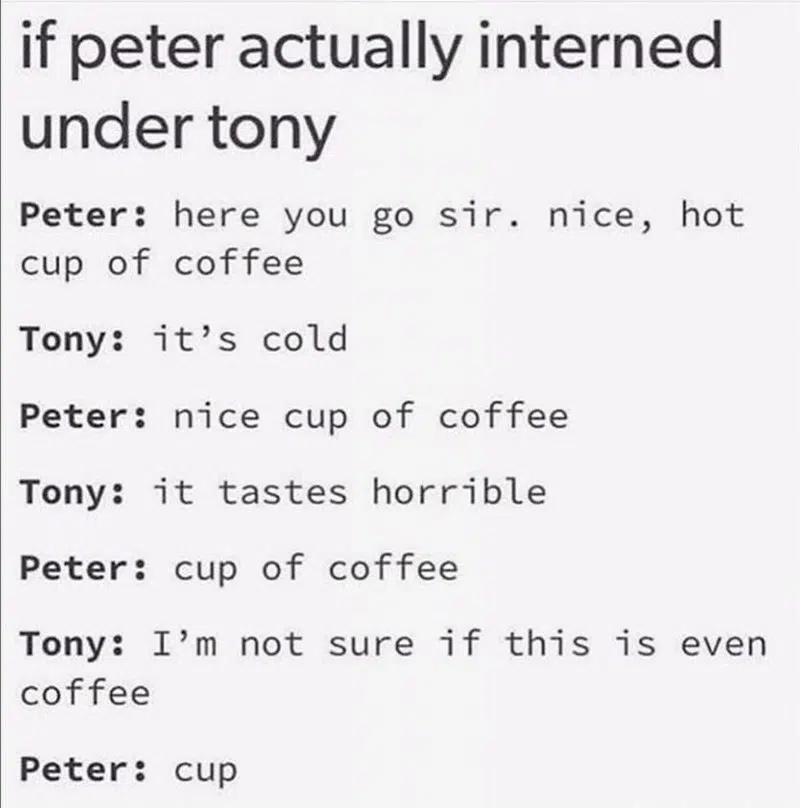 if peter actually interned
under tony
Peter: here you go sir. nice, hot
cup of coffee
Tony: it’s cold
Peter: nice cup of coffee
Tony: it tastes horrible
Peter: cup of coffee
Tony: I’m not sure if this is even
coffee
Peter: cup